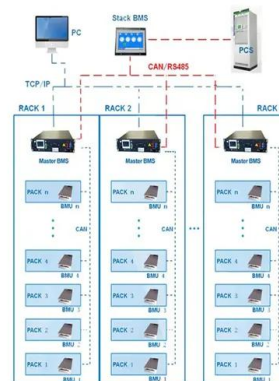 PC
Stack BMS
PCS
CAN/RS485
TCP/IP
RACK 1
RACK 2
RACK
Master BMS
Master BMS
Master BMS
PACK n
PACK n
PACK n
BMU n
BMU n
BMU n
CAN
CAN
CAN
PACK 4
PACK 4
PACK 4
BMU 4
BMU 4
BMU
PACK 3
PACK 3
PACK 3
BMU 3
BMU 3
BMU
PACK 2
PACK 2
PACK 2
BMU 2
BMU 2
BMU
PACK 1
PACK 1
PACK 1